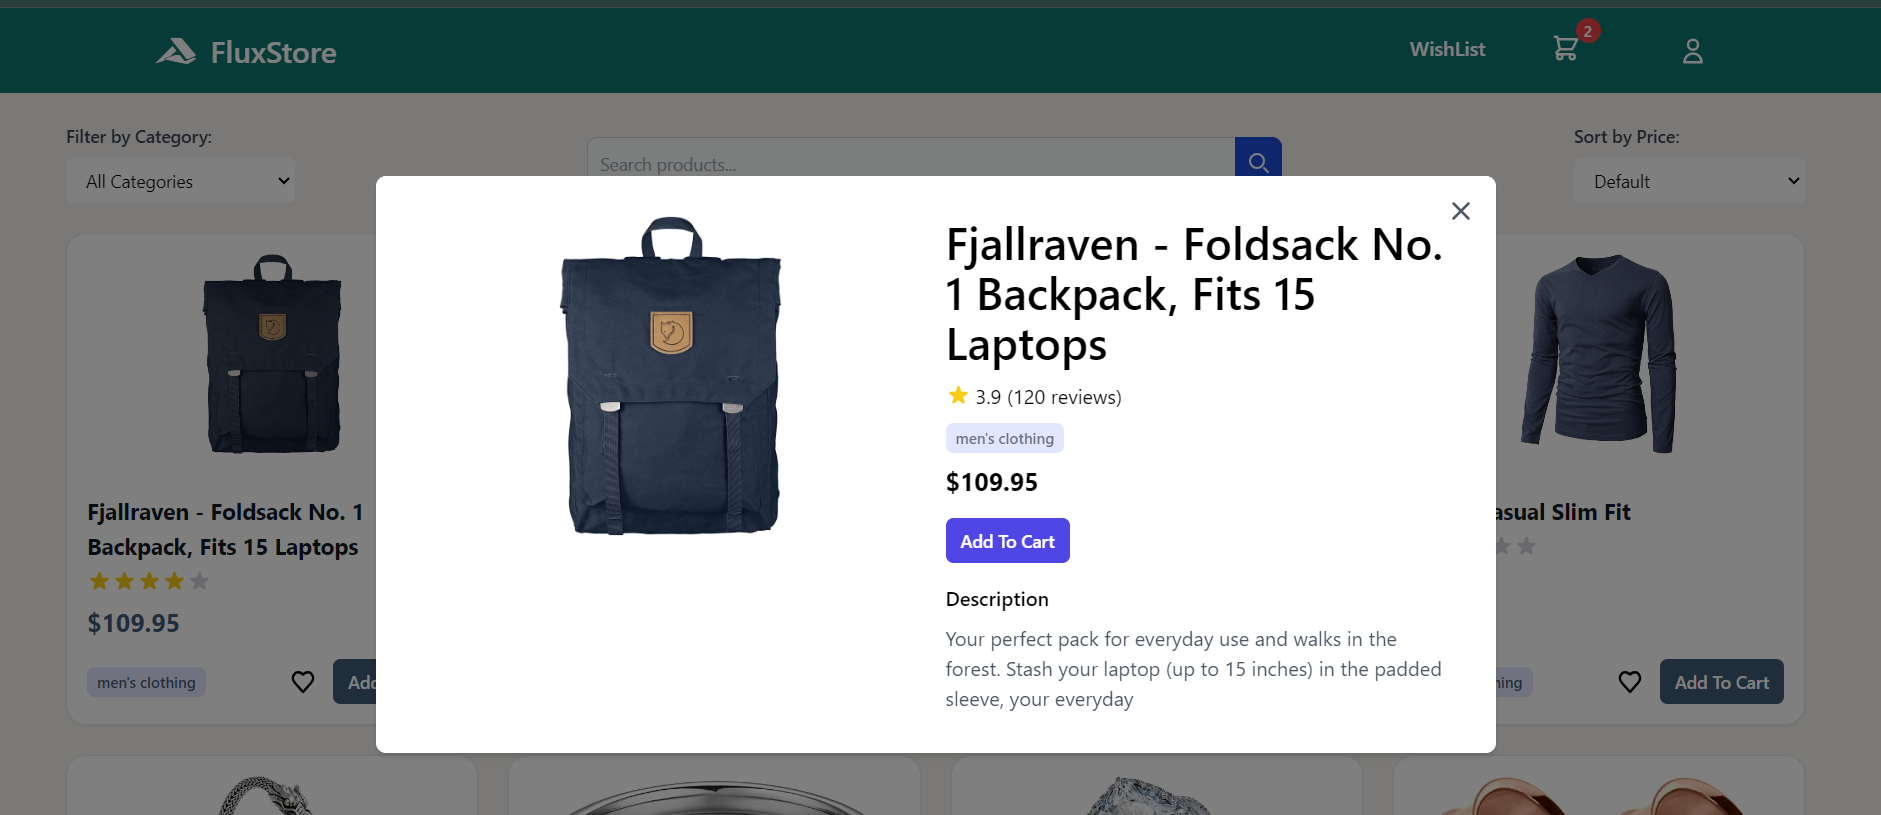 FluxStore
WishList
2
Filter by Category:
All Categories
Search products...
Sort by Price:
Default
Fjallraven - Foldsack No. 1
Backpack, Fits 15 Laptops
$109.95
men's clothing
Fjallraven - Foldsack No.
1 Backpack, Fits 15
Laptops
3.9 (120 reviews)
men's clothing
$109.95
Add To Cart
Description
Your perfect pack for everyday use and walks in the
forest. Stash your laptop (up to 15 inches) in the padded
sleeve, your everyday
Slim Fit
Add To Cart